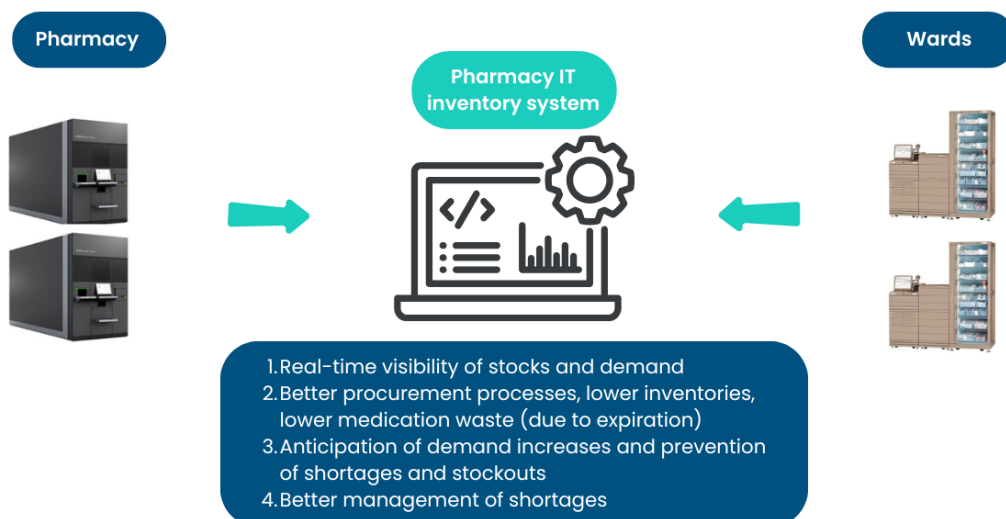 Pharmacy
Wards
Pharmacy IT
inventory system
</>
1.Real-time visibility of stocks and demand
2.Better procurement processes, lower inventories,
lower medication waste (due to expiration)
3.Anticipation of demand increases and prevention
of shortages and stockouts
4.Better management of shortages